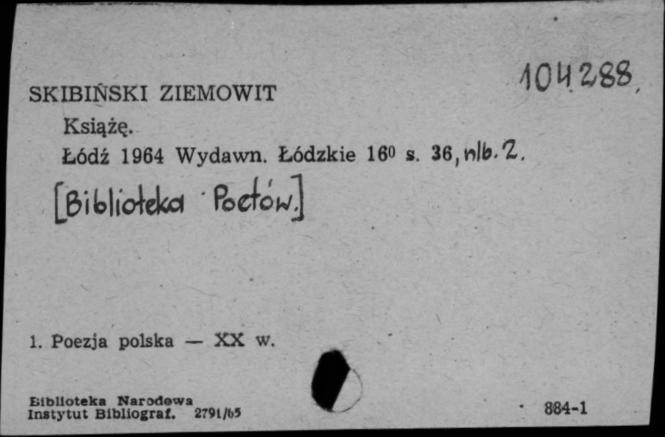 104288
SKIBIŃSKI ZIEMOWIT
Książę.
Łódź 1964 Wydawn. Łódzkie 16⁰ s. 36, nlb. 2.
[Biblioteka Poetów.]
1. Poezja polska — XX w.
Biblioteka Narodowa
Instytut Bibliograf. 2791/65
884-1